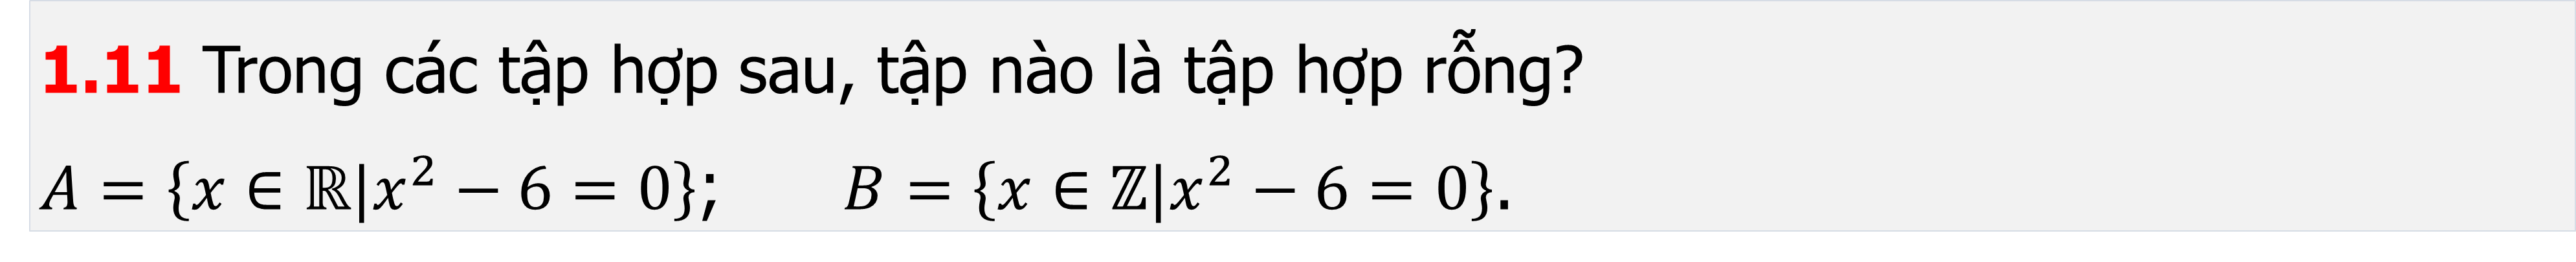 1.11 Trong các tập hợp sau, tập nào là tập hợp rỗng?
𝐴 = {𝑥 ∈ ℝ|𝑥² − 6 = 0}; 𝐵 = {𝑥 ∈ ℤ|𝑥² − 6 = 0}.